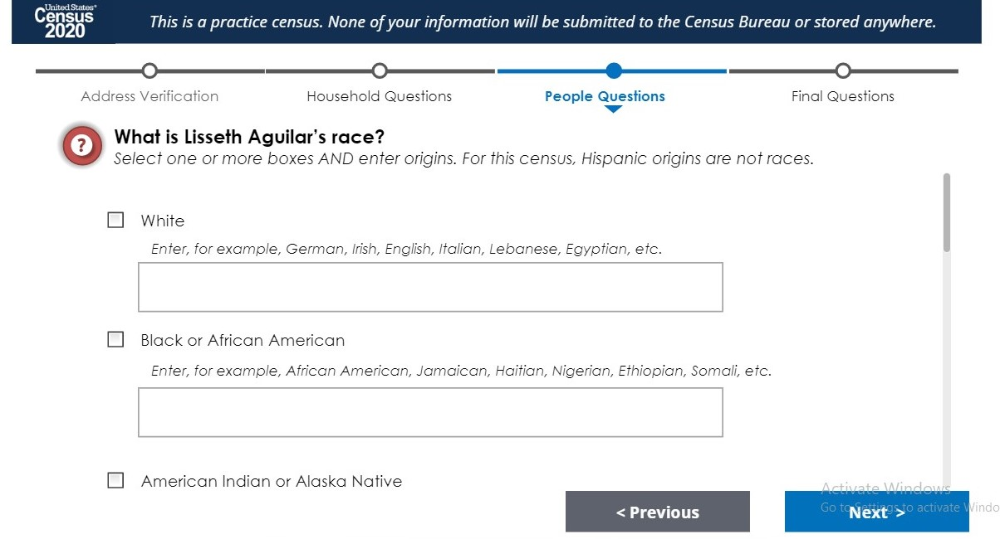 United States®
Census
2020
This is a practice census. None of your information will be submitted to the Census Bureau or stored anywhere.
Address Verification
Household Questions
People Questions
Final Questions
?
What is Lisseth Aguilar’s race?
Select one or more boxes AND enter origins. For this census, Hispanic origins are not races.
White
Enter, for example, German, Irish, English, Italian, Lebanese, Egyptian, etc.
Black or African American
Enter, for example, African American, Jamaican, Haitian, Nigerian, Ethiopian, Somali, etc.
American Indian or Alaska Native
Activate Windows
Go to Settings to activate Windo
< Previous
Next >